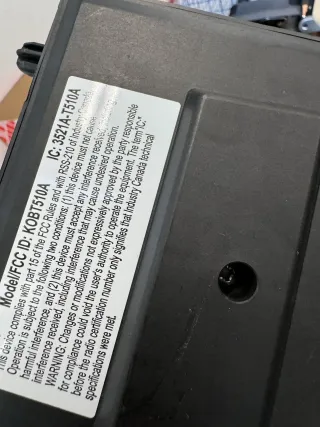 Model/FCC ID: KOBT510A IC: 3521A-T510A
This device complies with part 15 of the FCC Rules and with RSS-210 of Industry Canada.
Operation is subject to the following two conditions: (1) this device must not cause
harmful interference, and (2) this device must accept any interference received,
interference received, including interference that may cause undesired operation.
WARNING: Changes or modifications not expressly approved by the party responsible
for compliance could void the user's authority to operate the equipment. The term"IC:"
before the radio certification number only signifies that Industry Canada technical
specifications were met.